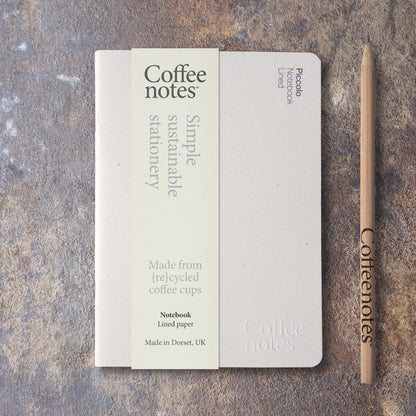 Coffee
notes™
Simple
sustainable
stationery
Made from
{re}cycled
coffee cups
Notebook
Lined paper
Made in Dorset, UK
Piccolo
Notebook
Lined
Coffee
notes
Coffeenotes